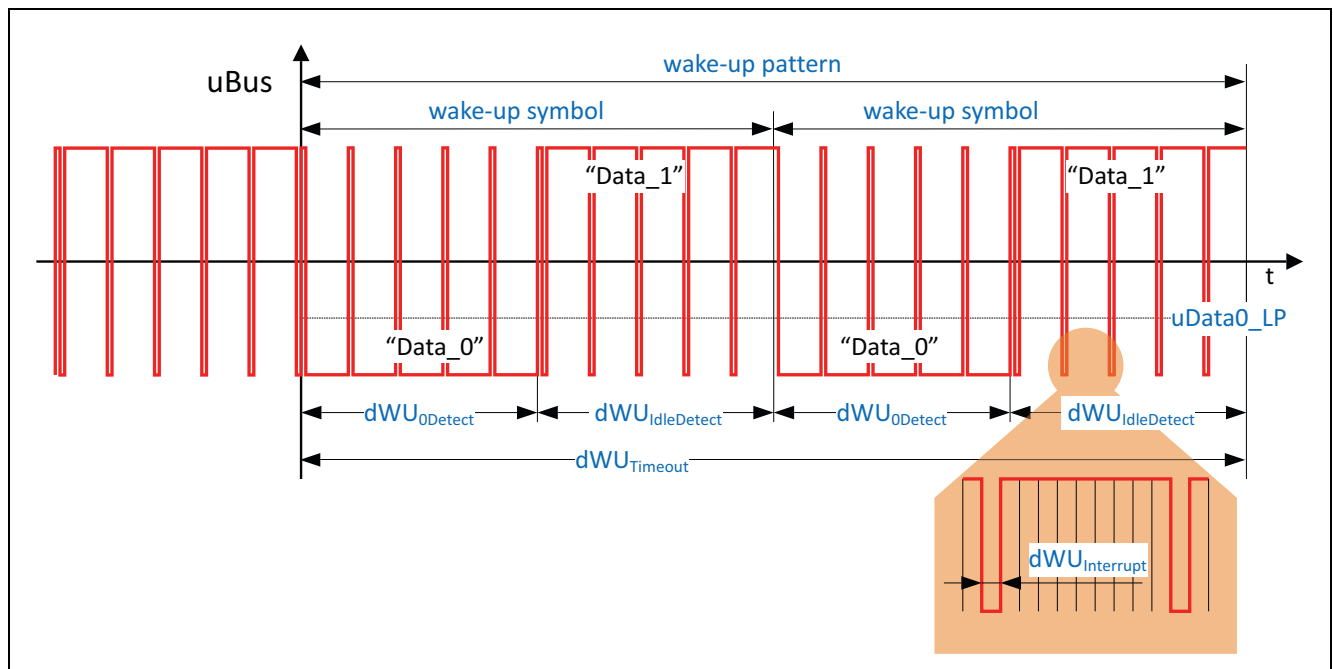 wake-up pattern
uBus
wake-up symbol wake-up symbol
“Data_1” “Data_1”
t
uData0_LP
“Data_0” “Data_0”
dWU0Detect dWUIdleDetect dWU0Detect dWUIdleDetect
dWUTimeout
dWUInterrupt